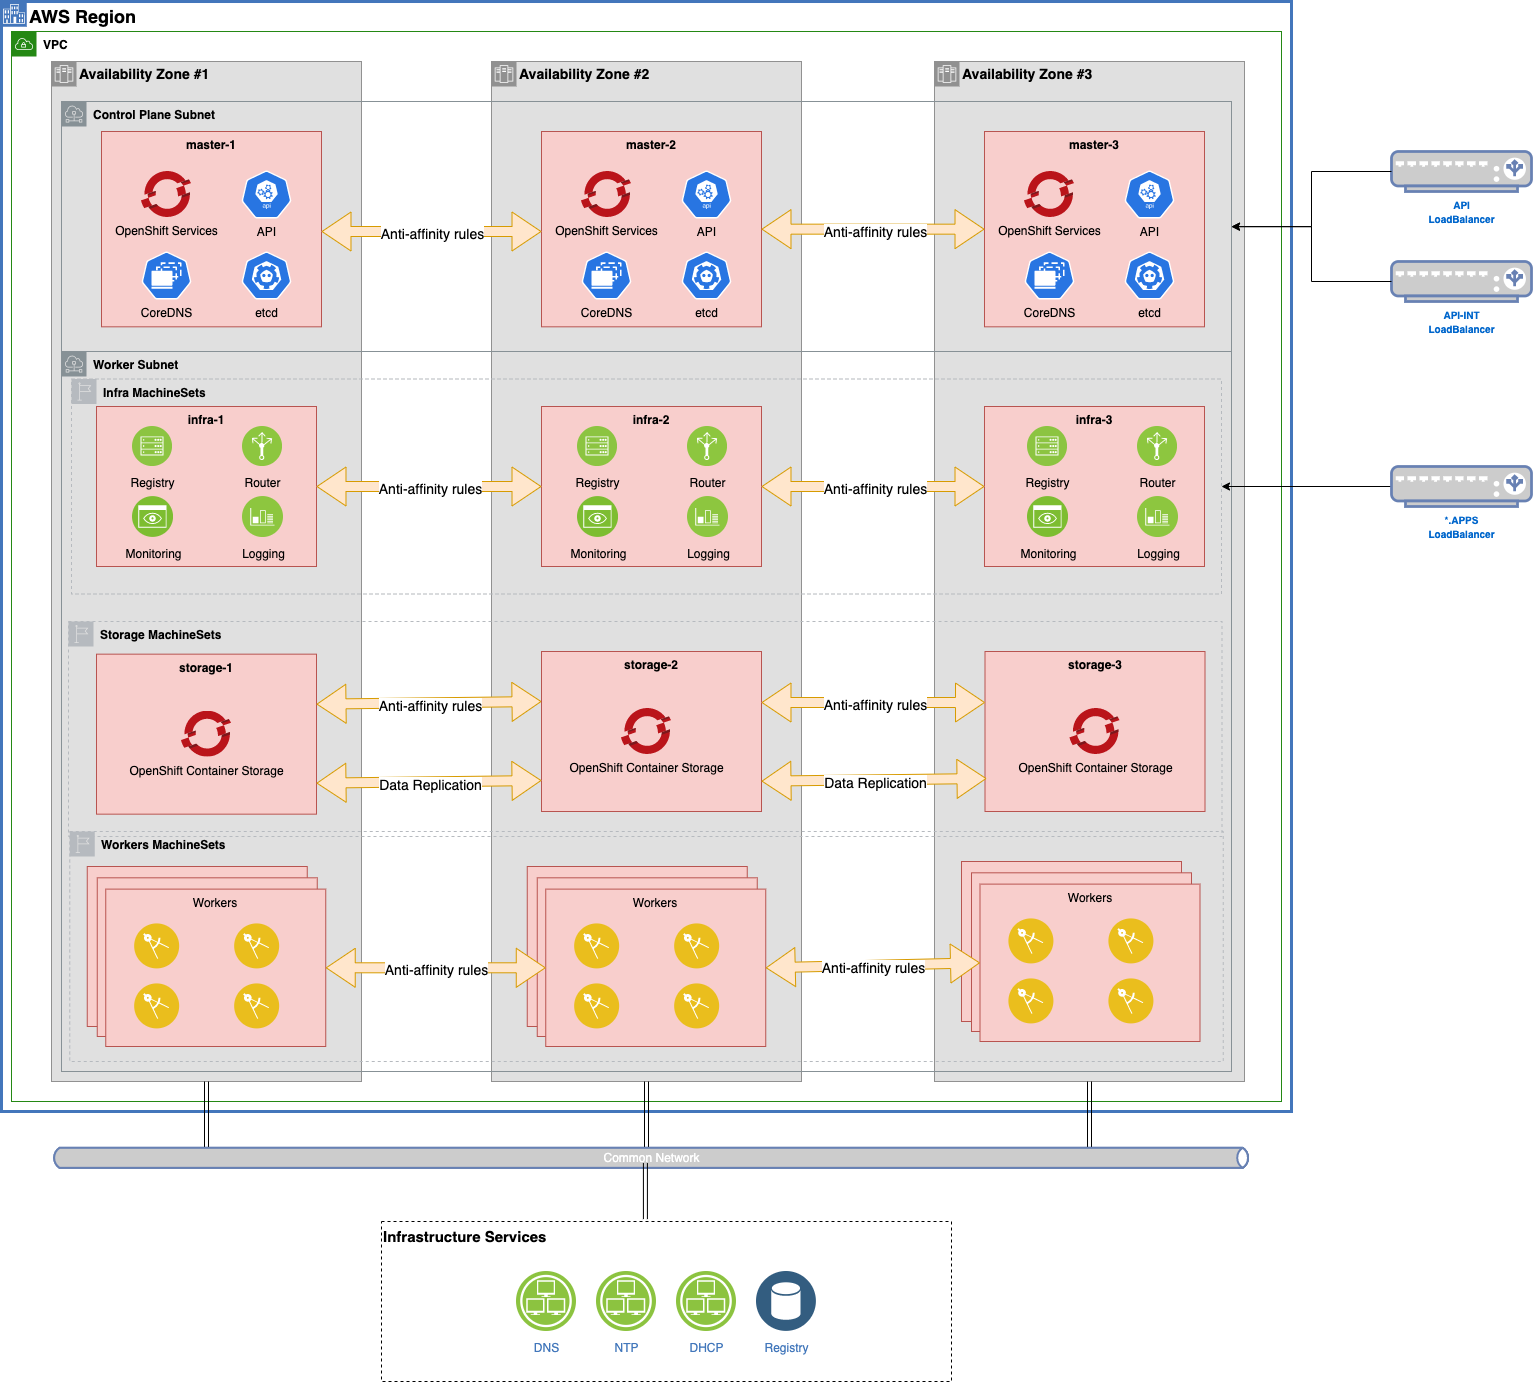 AWS Region
VPC
Availability Zone #1
Availability Zone #2
Availability Zone #3
Control Plane Subnet
master-1
OpenShift Services
API
CoreDNS
etcd
Anti-affinity rules
master-2
OpenShift Services
API
CoreDNS
etcd
Anti-affinity rules
master-3
OpenShift Services
API
CoreDNS
etcd
api
api
api
API
LoadBalancer
API-INT
LoadBalancer
Worker Subnet
Infra MachineSets
infra-1
Registry
Router
Monitoring
Logging
Anti-affinity rules
infra-2
Registry
Router
Monitoring
Logging
Anti-affinity rules
infra-3
Registry
Router
Monitoring
Logging
*.APPS
LoadBalancer
Storage MachineSets
storage-1
OpenShift Container Storage
Anti-affinity rules
Data Replication
storage-2
OpenShift Container Storage
Anti-affinity rules
Data Replication
storage-3
OpenShift Container Storage
Workers MachineSets
Workers
Anti-affinity rules
Workers
Anti-affinity rules
Workers
Common Network
Infrastructure Services
DNS
NTP
DHCP
Registry